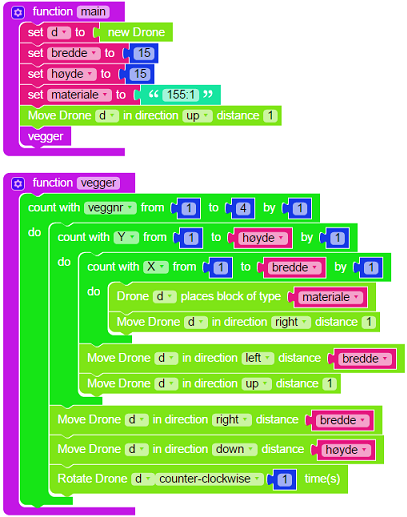 function main
set d to new Drone
set bredde to 15
set høyde to 15
set materiale to “ 155:1 ”
Move Drone d in direction up distance 1
vegger
function vegger
count with veggnr from 1 to 4 by 1
do count with Y from 1 to høyde by 1
do count with X from 1 to bredde by 1
do Drone d places block of type materiale
Move Drone d in direction right distance 1
Move Drone d in direction left distance bredde
Move Drone d in direction up distance 1
Move Drone d in direction right distance bredde
Move Drone d in direction down distance høyde
Rotate Drone d counter-clockwise 1 time(s)